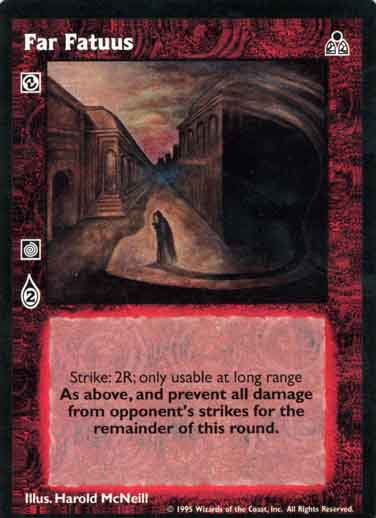 Far Fatuus
2
Strike: 2R; only usable at long range
As above, and prevent all damage
from opponent's strikes for the
remainder of this round.
Illus. Harold McNeill
© 1995 Wizards of the Coast, Inc. All Rights Reserved.